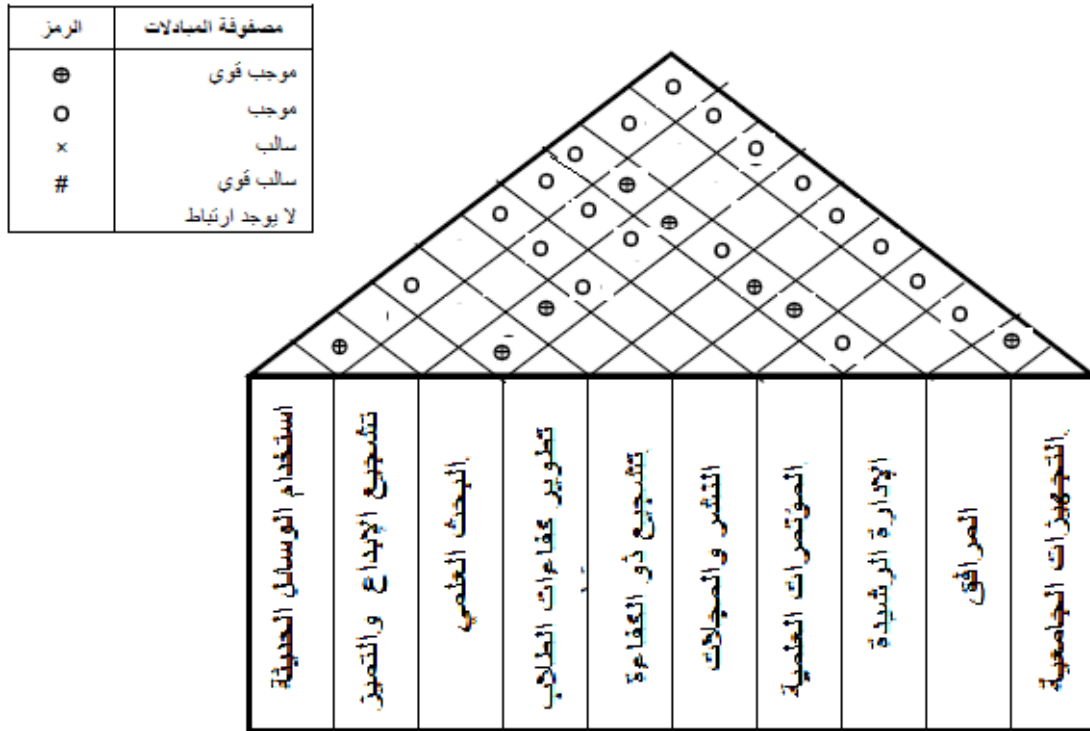 مصفوفة المبادلات الرمز
موجب قوي ⊕
موجب O
سالب ×
سالب قوي #
لا يوجد ارتباط
O
O O
O O
O ⊕ O
O O ⊕ O
O O O O
O O ⊕ O
⊕ ⊕ O
⊕ ⊕ O ⊕
استخدام الوسائل الحديثة
تشجيع الإبداع والتميز
البحث العلمي
تطوير كفاءات الطلاب
تشجيع ذو الكفاءة
النشر والمجلات
المؤتمرات العلمية
الإدارة الرشيدة
المرافق
التجهيزات الجامعية